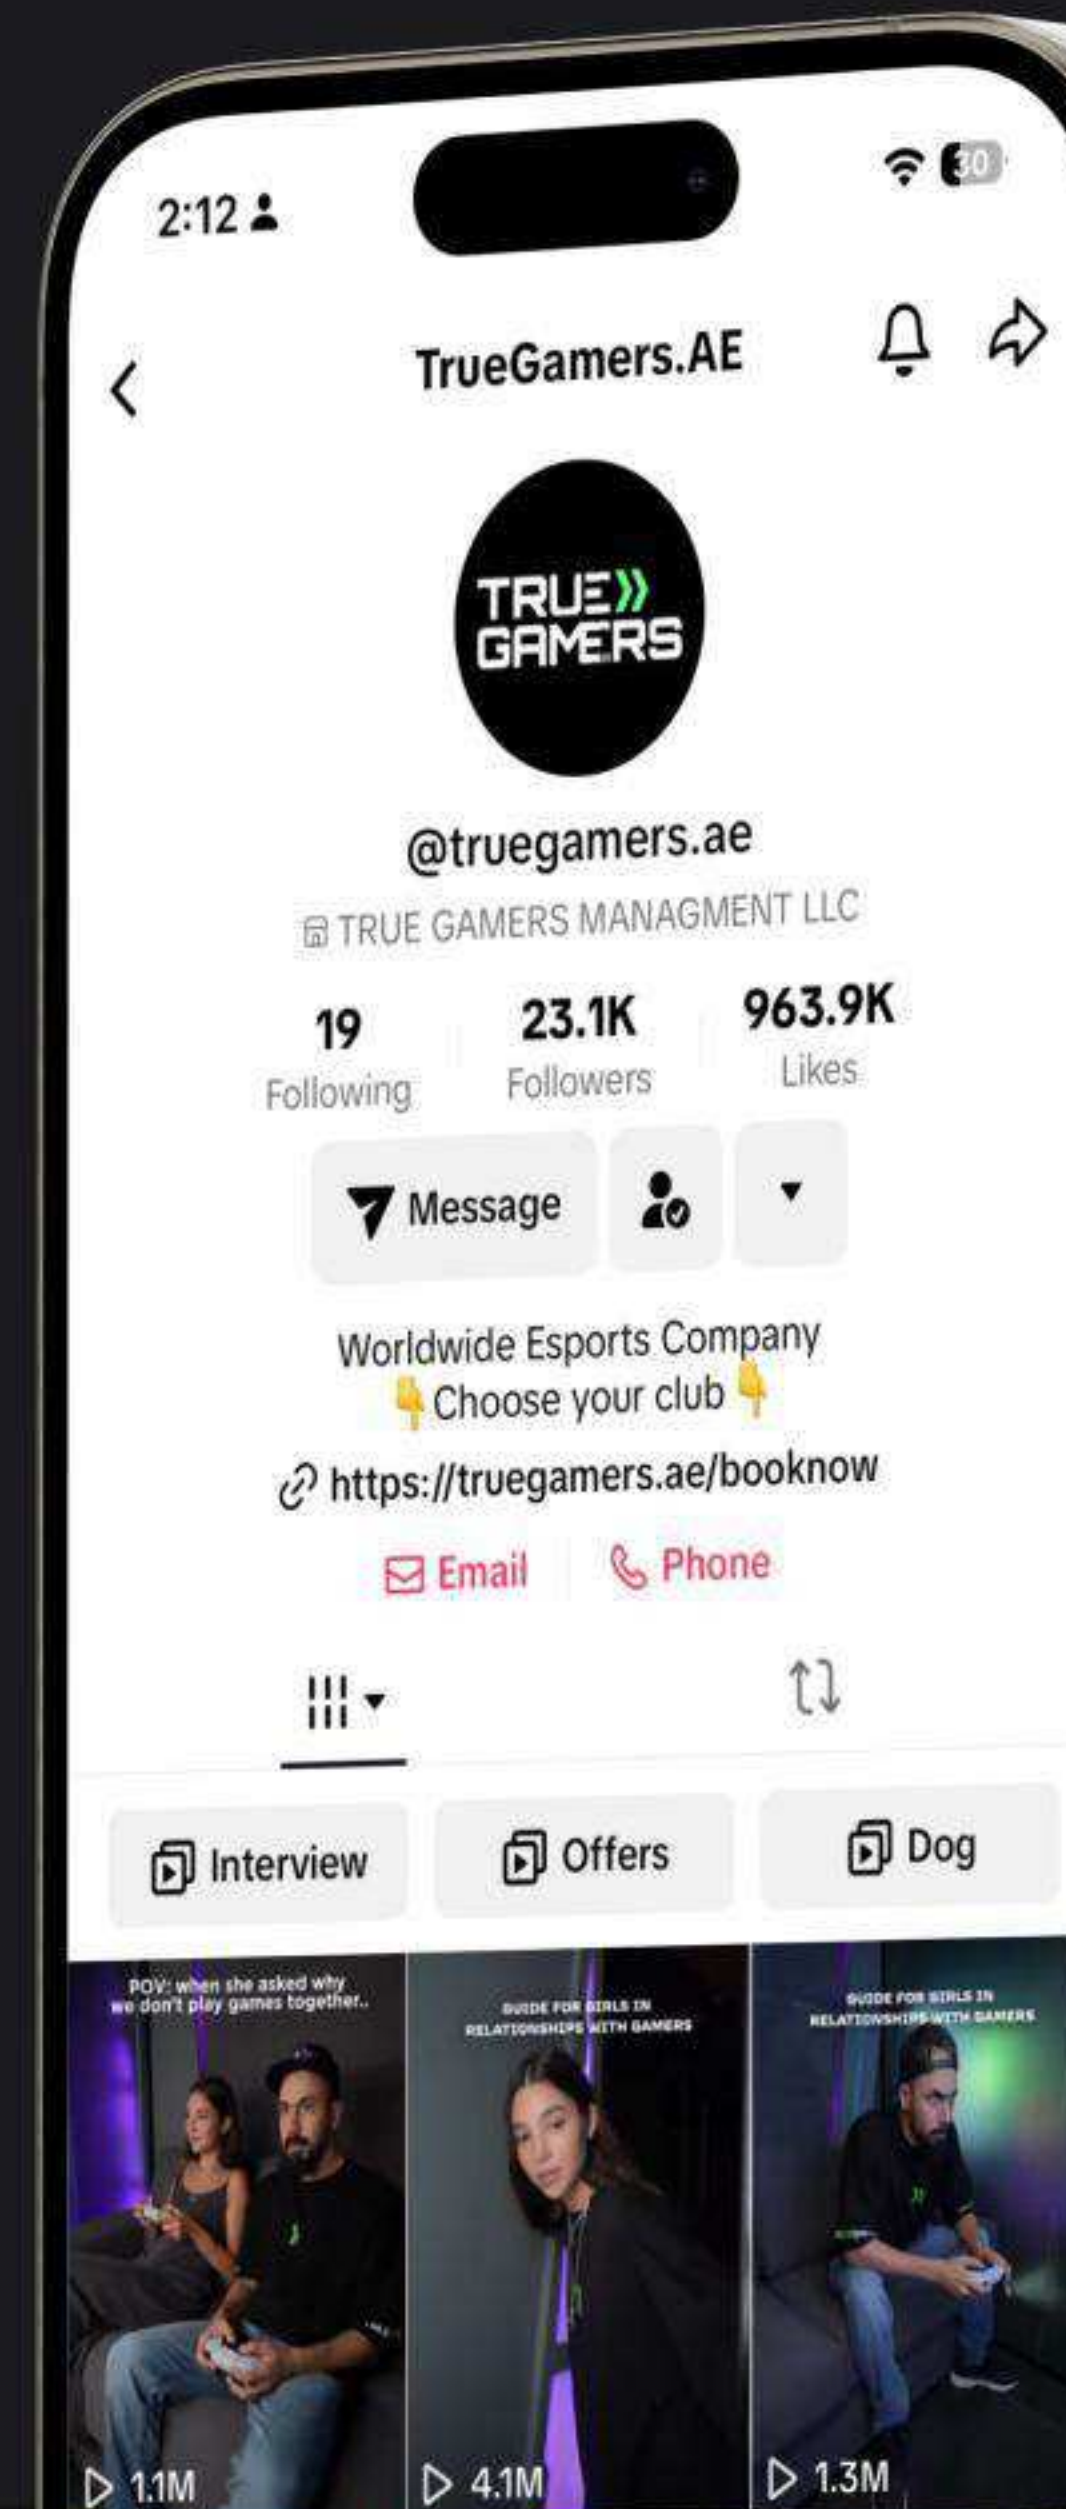 2:12
30
TrueGamers.AE
TRUE
GAMERS
@truegamers.ae
TRUE GAMERS MANAGMENT LLC
19 23.1K 963.9K
Following Followers Likes
Message
Worldwide Esports Company
👇Choose your club👇
https://truegamers.ae/booknow
Email Phone
Interview Offers Dog
POV: when she asked why
we don't play games together..
GUIDE FOR GIRLS IN
RELATIONSHIPS WITH GAMERS
GUIDE FOR GIRLS IN
RELATIONSHIPS WITH GAMERS
1.1M 4.1M 1.3M